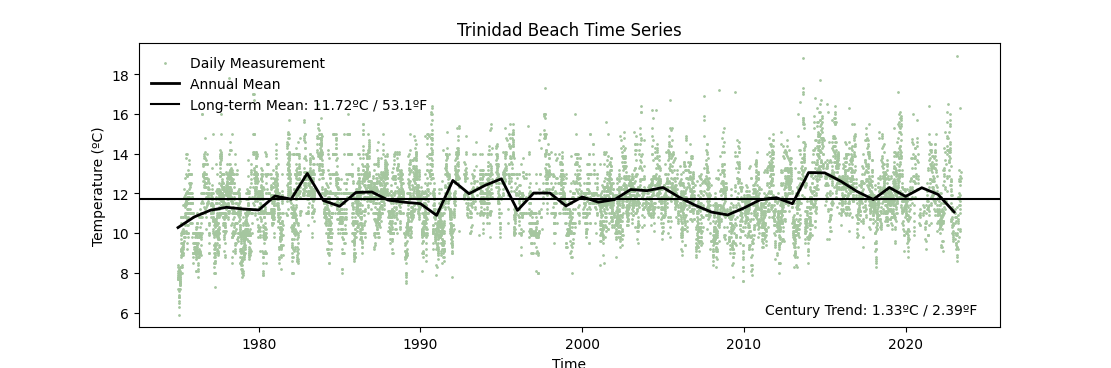 Trinidad Beach Time Series
Daily Measurement
Annual Mean
Long-term Mean: 11.72ºC / 53.1ºF
Temperature (ºC)
18
16
14
12
10
8
6
Century Trend: 1.33ºC / 2.39ºF
1980
1990
2000
2010
2020
Time